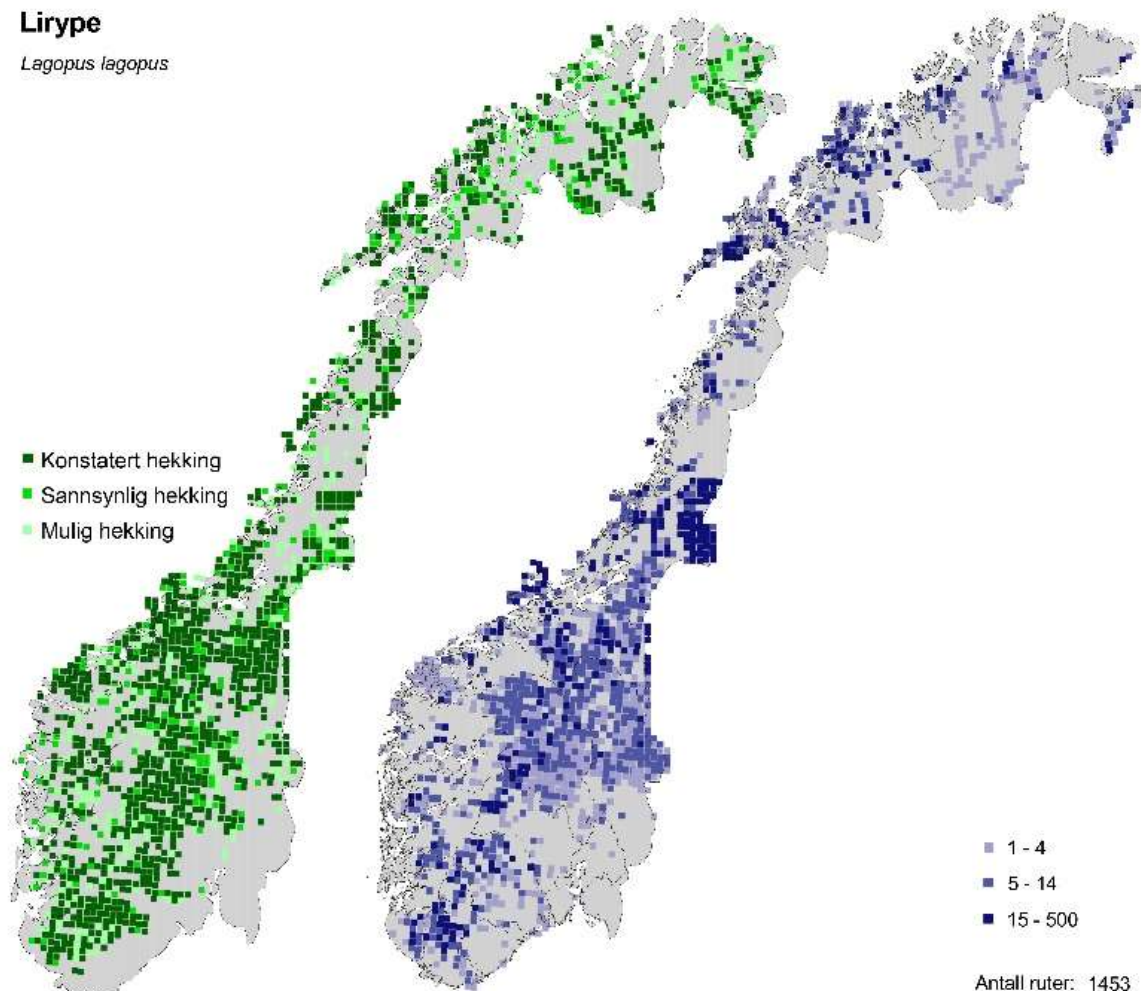 Lirype
Lagopus lagopus
Konstatert hekking
Sannsynlig hekking
Mulig hekking
1 - 4
5 - 14
15 - 500
Antall ruter: 1453